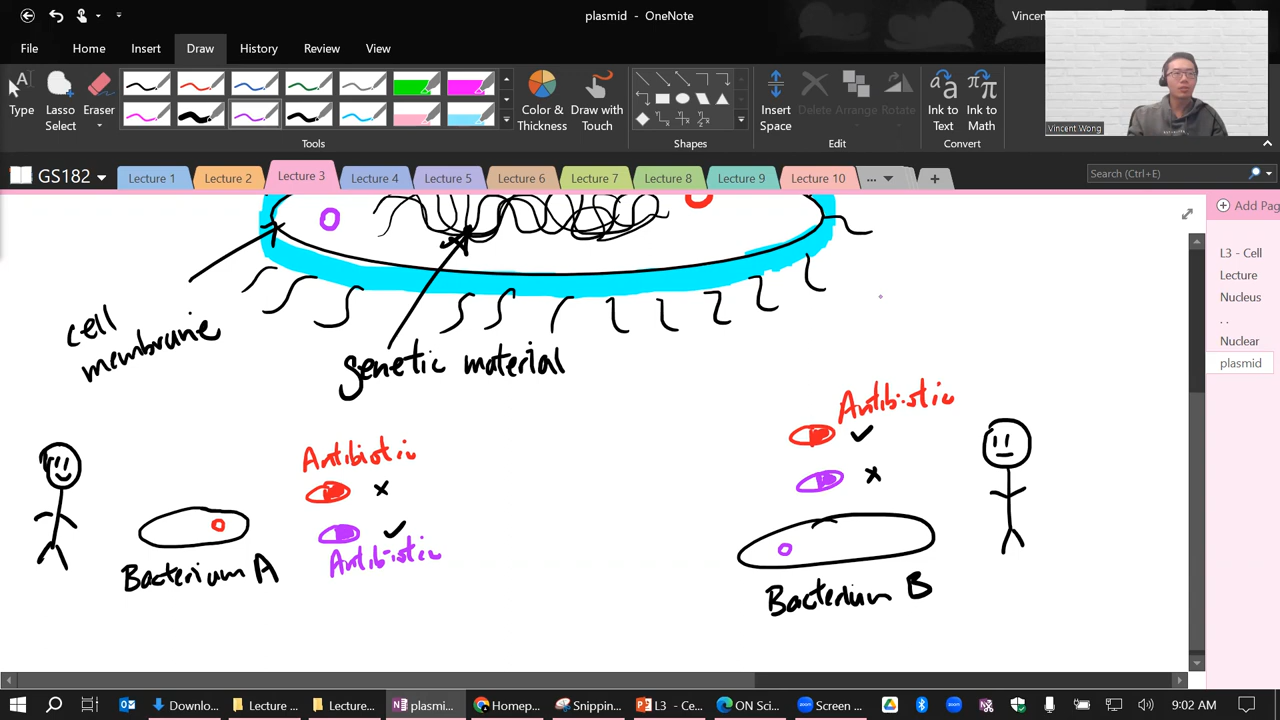 plasmid - OneNote
Vincen
File Home Insert Draw History Review View
Type
Lasso Select
Eraser
Color & Thickness
Draw with Touch
Insert Space
Delete
Arrange
Rotate
Ink to Text
Ink to Math
Tools
Shapes
Edit
Convert
Vincent Wong
GS182
Lecture 1
Lecture 2
Lecture 3
Lecture 4
Lecture 5
Lecture 6
Lecture 7
Lecture 8
Lecture 9
Lecture 10
...
Search (Ctrl+E)
Add Pag
L3 - Cell
Lecture
Nucleus
. .
Nuclear
plasmid
cell
membrane
genetic material
Antibiotic
Antibiotic
Bacterium A
Antibiotic
Bacterium B
Downlo...
Lecture ...
Lecture...
plasmi...
Homep...
Snippin...
L3 - Ce...
ON Sci...
Screen ...
9:02 AM